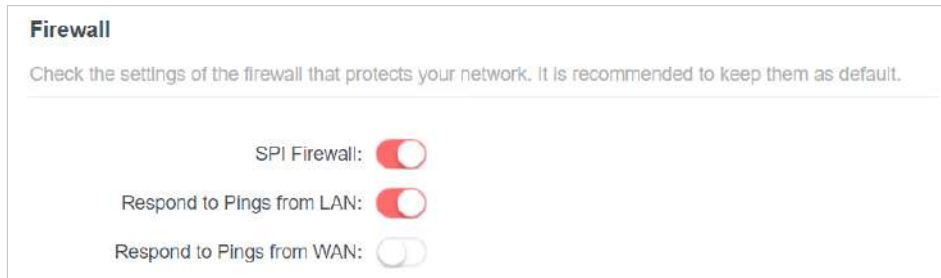 Firewall
Check the settings of the firewall that protects your network. It is recommended to keep them as default.
SPI Firewall:
Respond to Pings from LAN:
Respond to Pings from WAN: